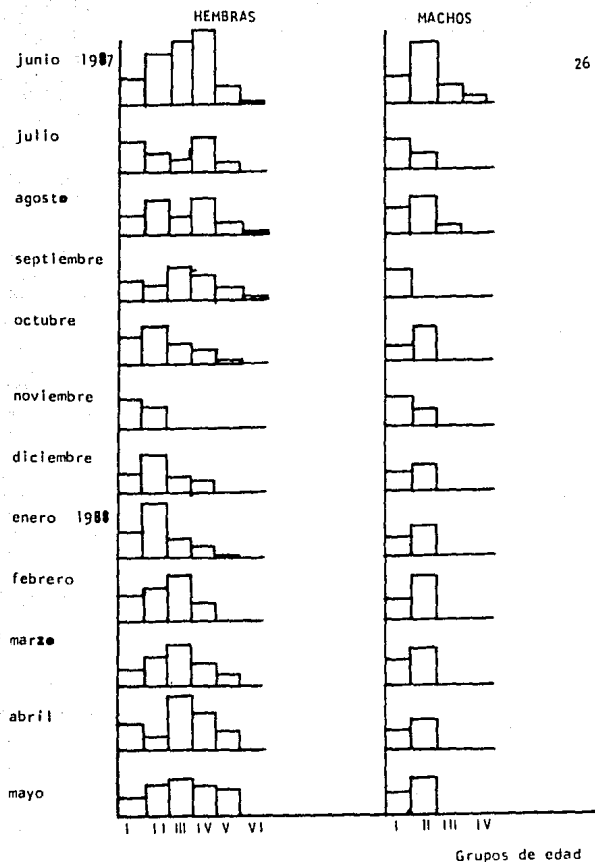 HEMBRAS MACHOS
junio 1987
26
julio
agosto
septiembre
octubre
noviembre
diciembre
enero 1988
febrero
marzo
abril
mayo
I II III IV V VI I II III IV
Grupos de edad